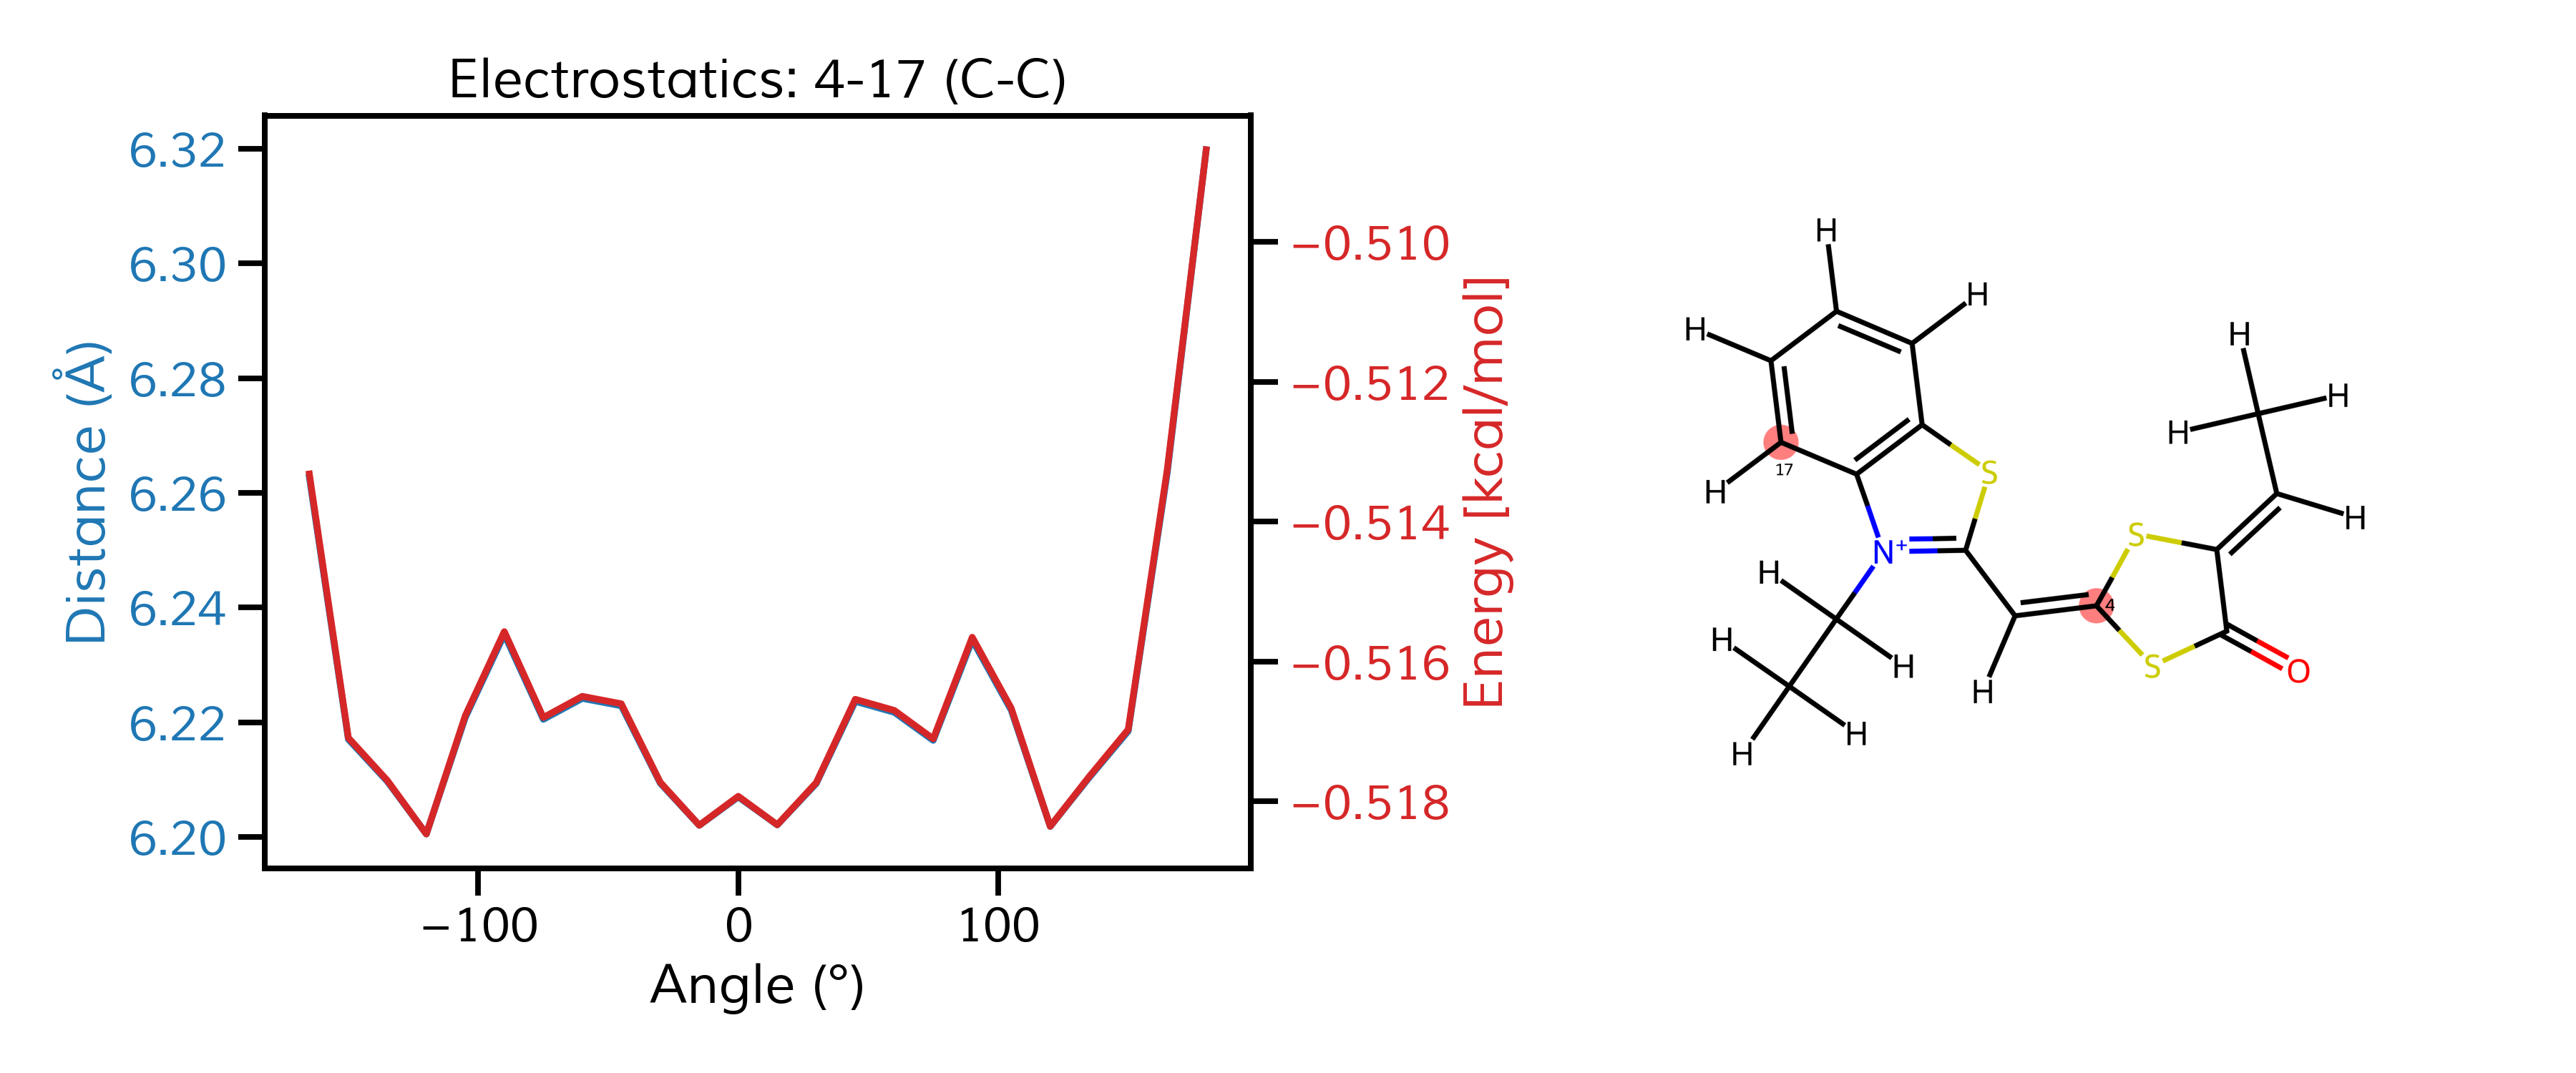 Electrostatics: 4-17 (C-C)
Distance (Å)
6.32
6.30
6.28
6.26
6.24
6.22
6.20
−100
0
100
Angle (°)
−0.510
−0.512
−0.514
−0.516
−0.518
Energy [kcal/mol]
H
H
H
H
H
H
17
S
H
H
S
N+
H
4
H
H
S
O
H
H
H
H